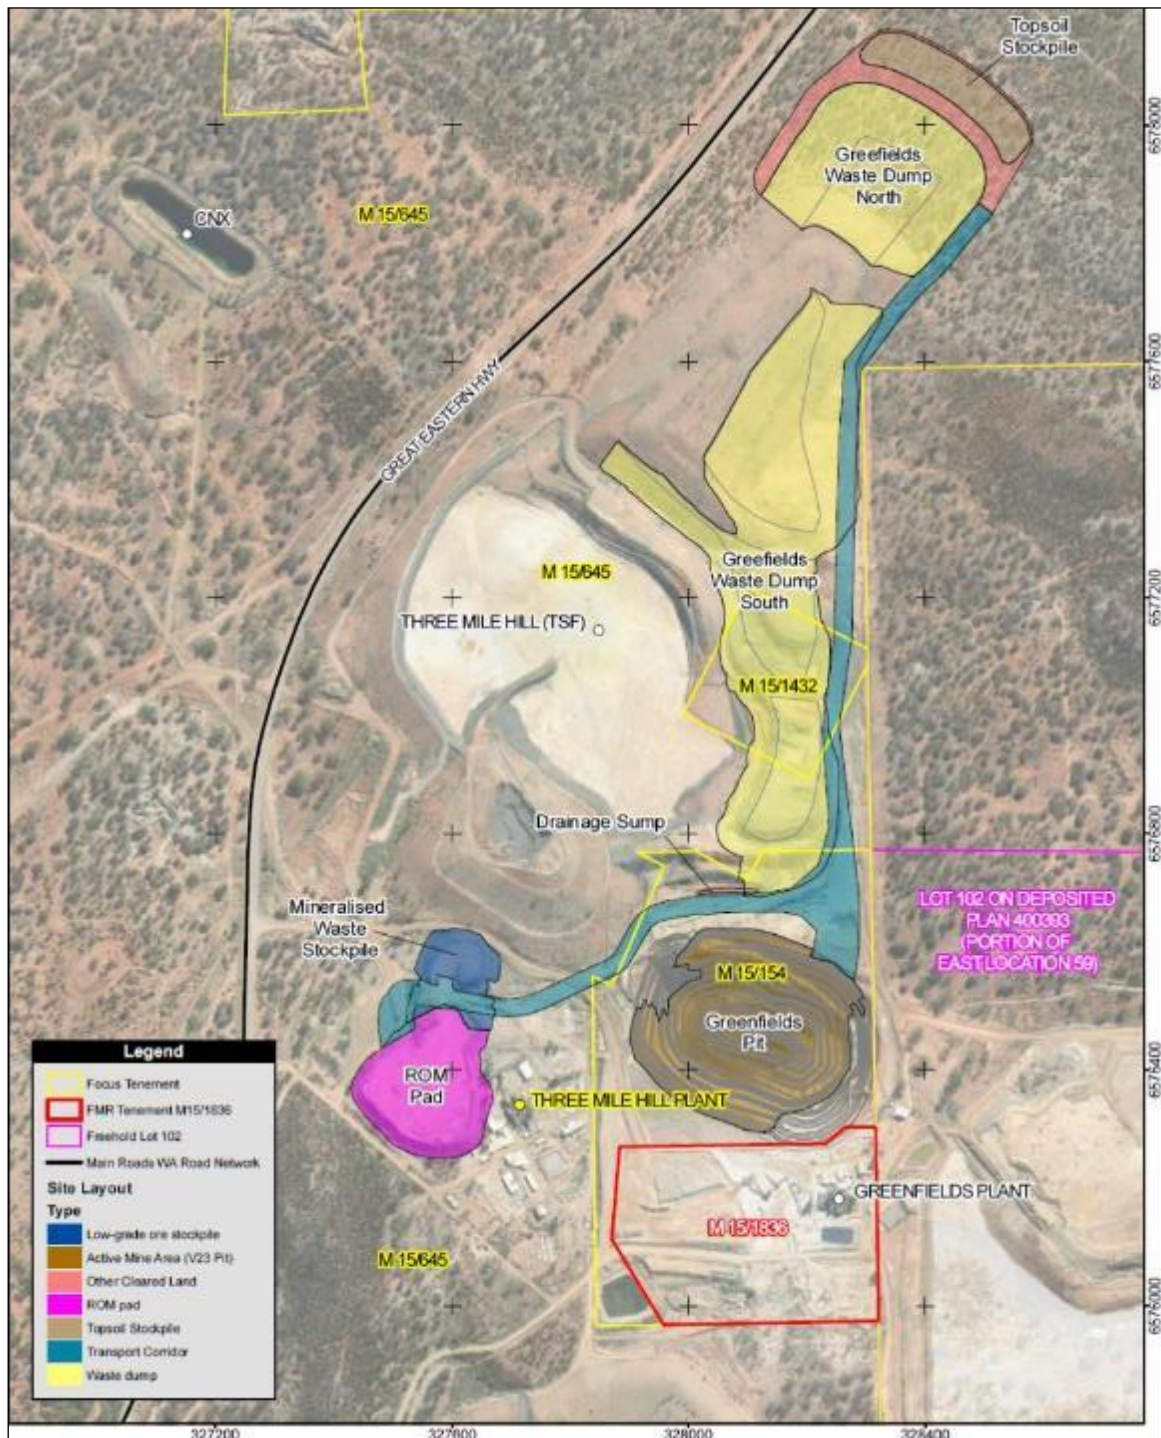 Topsoil
Stockpile
6578000
Greefields
Waste Dump
North
CNX
M 15/645
6577600
GREAT EASTERN HWY
M 15/645
Greefields
Waste Dump
South
6577200
THREE MILE HILL (TSF)
M 15/1432
Drainage Sump
6576800
LOT 102 ON DEPOSITED
PLAN 400393
(PORTION OF
EAST LOCATION 59)
Mineralised
Waste
Stockpile
M 15/154
Greenfields
Pit
6576400
ROM
Pad
THREE MILE HILL PLANT
GREENFIELDS PLANT
M 15/1836
M 15/645
6576000
Legend
Focus Tenement
FMR Tenement M15/1836
Freehold Lot 102
Main Roads WA Road Network
Site Layout
Type
Low-grade ore stockpile
Active Mine Area (V23 Pit)
Other Cleared Land
ROM pad
Topsoil Stockpile
Transport Corridor
Waste dump
327200
327600
328000
328400